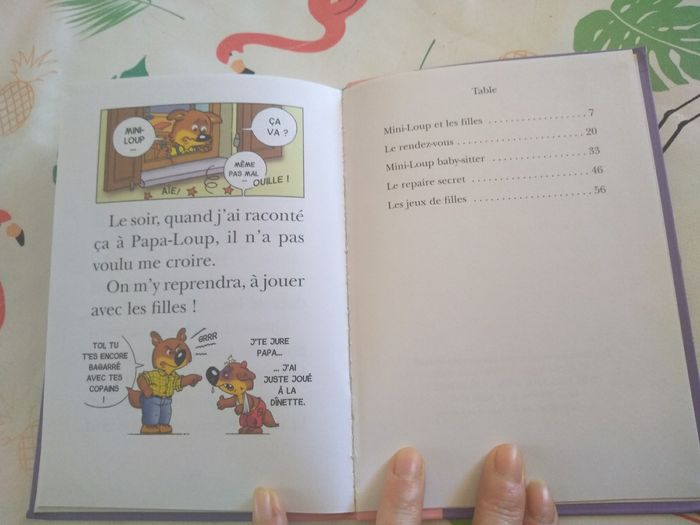 MINI-
LOUP
...
ÇA
VA ?
MÊME
PAS MAL
...
AÏE!
OUILLE !
Le soir, quand j'ai raconté
ça à Papa-Loup, il n'a pas
voulu me croire.
On m'y reprendra, à jouer
avec les filles !
TOI, TU
T'ES ENCORE
BAGARRÉ
AVEC TES
COPAINS
!
GRRR
J'TE JURE
PAPA...
... J'AI
JUSTE JOUÉ
À LA
DÎNETTE.
Table
Mini-Loup et les filles ..................... 7
Le rendez-vous ..................... 20
Mini-Loup baby-sitter ..................... 33
Le repaire secret ..................... 46
Les jeux de filles ..................... 56